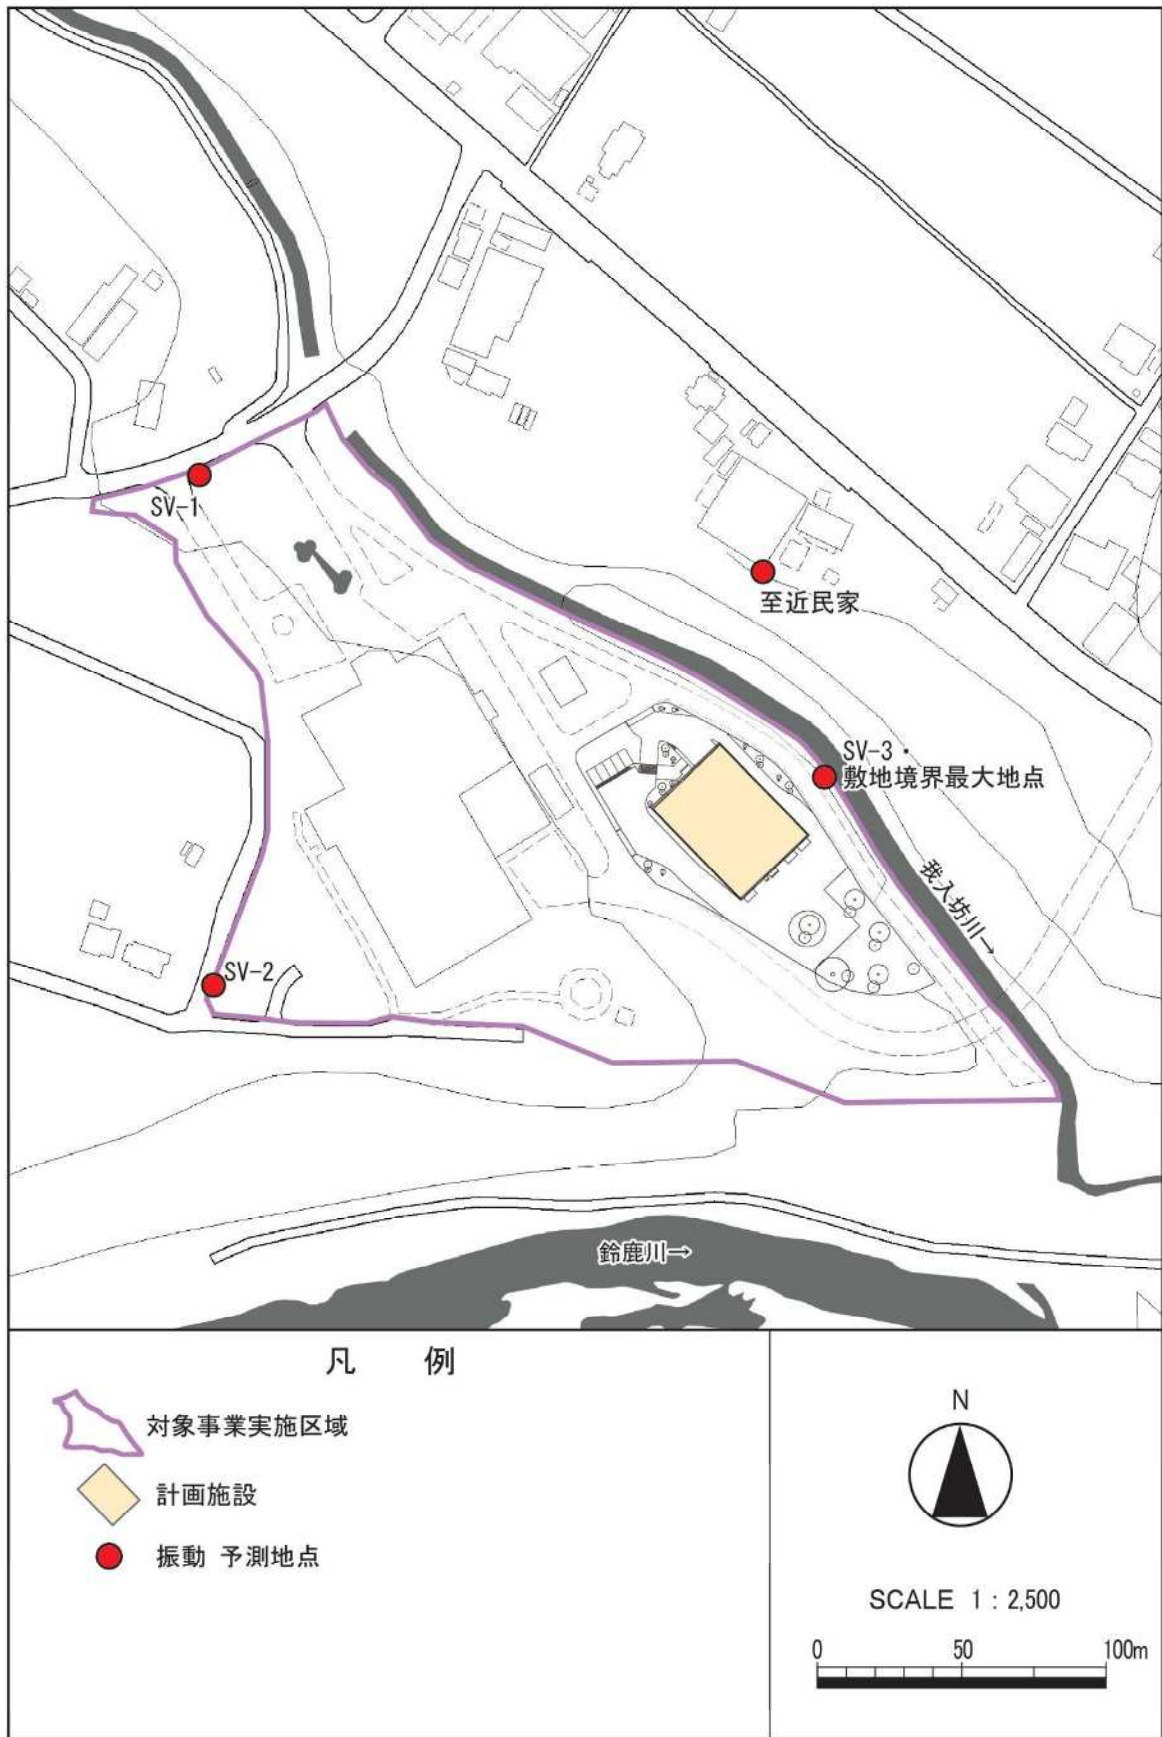 SV-1
至近民家
SV-3・
敷地境界最大地点
我入坊川→
SV-2
鈴鹿川→
凡 例
対象事業実施区域
計画施設
振動 予測地点
N
SCALE 1 : 2,500
0 50 100m